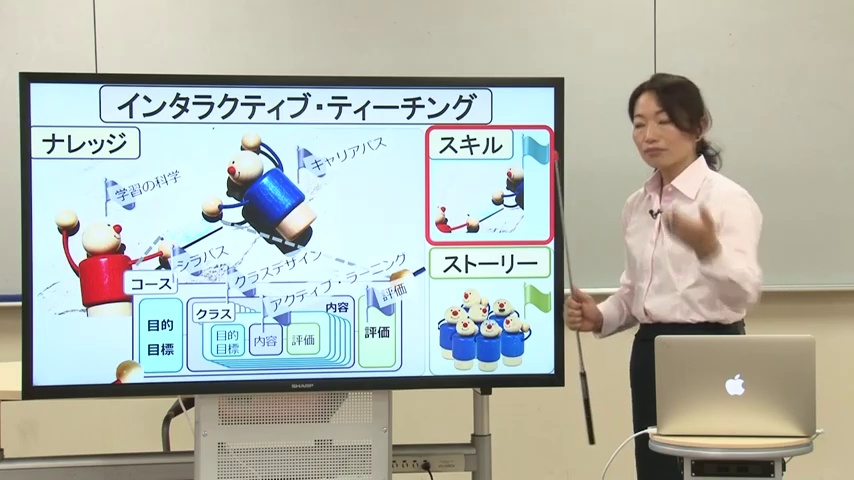 インタラクティブ・ティーチング
ナレッジ
スキル
学習の科学
キャリアパス
シラバス
クラスデザイン
アクティブ・ラーニング
評価
ストーリー
コース
目的
目標
クラス
内容
目的
目標
内容
評価
評価
SHARP